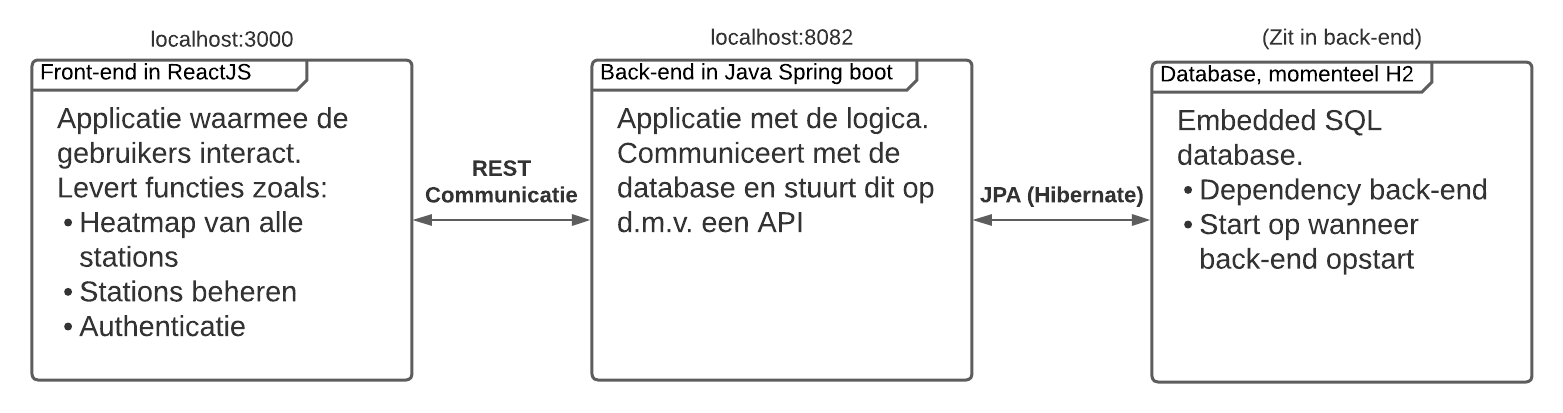 localhost:3000
Front-end in ReactJS
Applicatie waarmee de
gebruikers interact.
Levert functies zoals:
• Heatmap van alle
stations
• Stations beheren
• Authenticatie
REST
Communicatie
localhost:8082
Back-end in Java Spring boot
Applicatie met de logica.
Communiceert met de
database en stuurt dit op
d.m.v. een API
JPA (Hibernate)
(Zit in back-end)
Database, momenteel H2
Embedded SQL
database.
• Dependency back-end
• Start op wanneer
back-end opstart